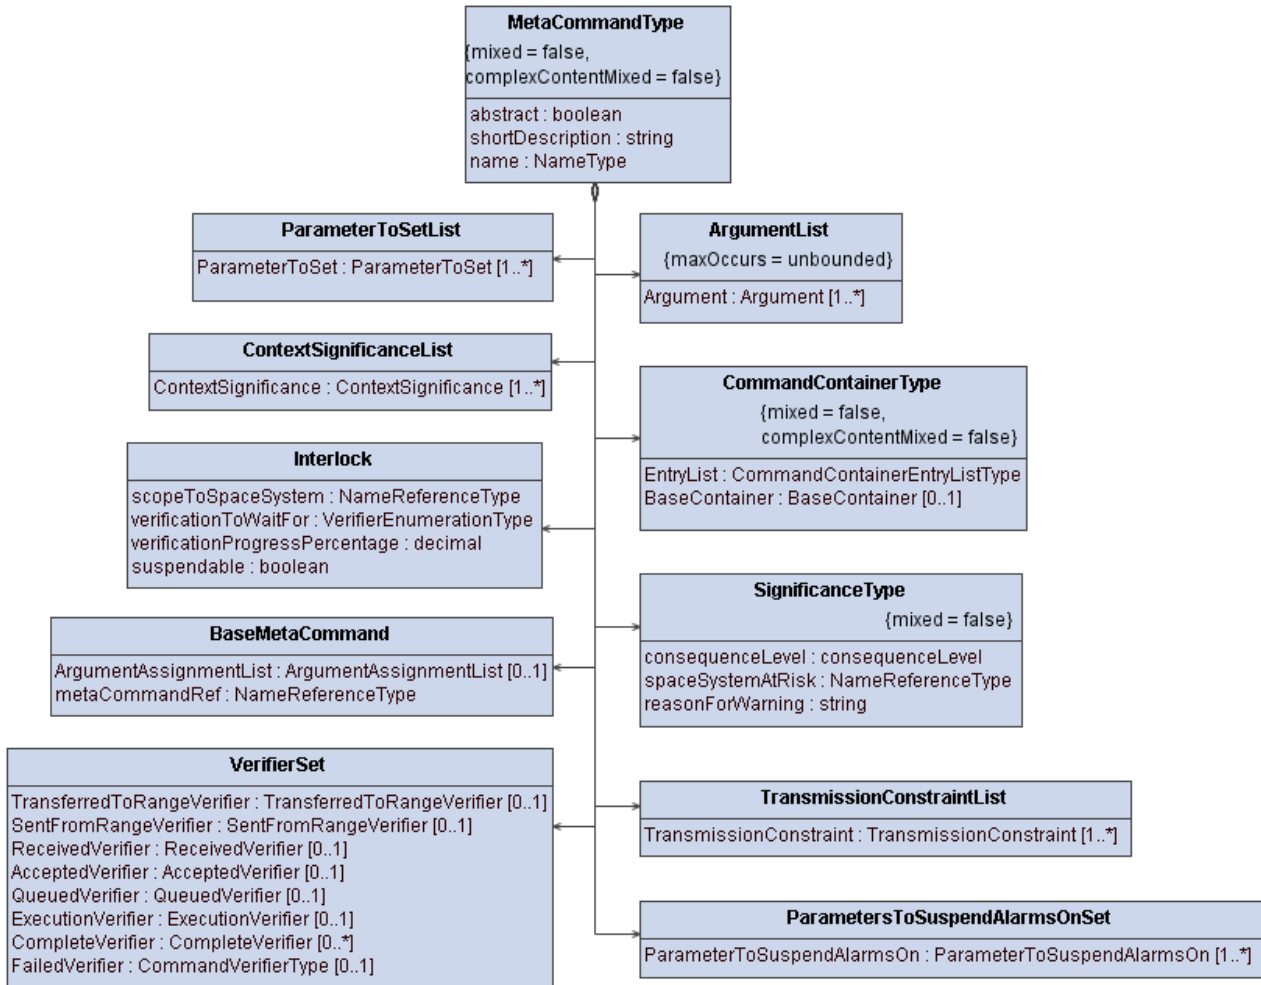 MetaCommandType
{mixed = false,
complexContentMixed = false}
abstract : boolean
shortDescription : string
name : NameType
ParameterToSetList
ParameterToSet : ParameterToSet [1..*]
ArgumentList
{maxOccurs = unbounded}
Argument : Argument [1..*]
ContextSignificanceList
ContextSignificance : ContextSignificance [1..*]
CommandContainerType
{mixed = false,
complexContentMixed = false}
EntryList : CommandContainerEntryListType
BaseContainer : BaseContainer [0..1]
Interlock
scopeToSpaceSystem : NameReferenceType
verificationToWaitFor : VerifierEnumerationType
verificationProgressPercentage : decimal
suspendable : boolean
SignificanceType
{mixed = false}
consequenceLevel : consequenceLevel
spaceSystemAtRisk : NameReferenceType
reasonForWarning : string
BaseMetaCommand
ArgumentAssignmentList : ArgumentAssignmentList [0..1]
metaCommandRef : NameReferenceType
VerifierSet
TransferredToRangeVerifier : TransferredToRangeVerifier [0..1]
SentFromRangeVerifier : SentFromRangeVerifier [0..1]
ReceivedVerifier : ReceivedVerifier [0..1]
AcceptedVerifier : AcceptedVerifier [0..1]
QueuedVerifier : QueuedVerifier [0..1]
ExecutionVerifier : ExecutionVerifier [0..1]
CompleteVerifier : CompleteVerifier [0..*]
FailedVerifier : CommandVerifierType [0..1]
TransmissionConstraintList
TransmissionConstraint : TransmissionConstraint [1..*]
ParametersToSuspendAlarmsOnSet
ParameterToSuspendAlarmsOn : ParameterToSuspendAlarmsOn [1..*]